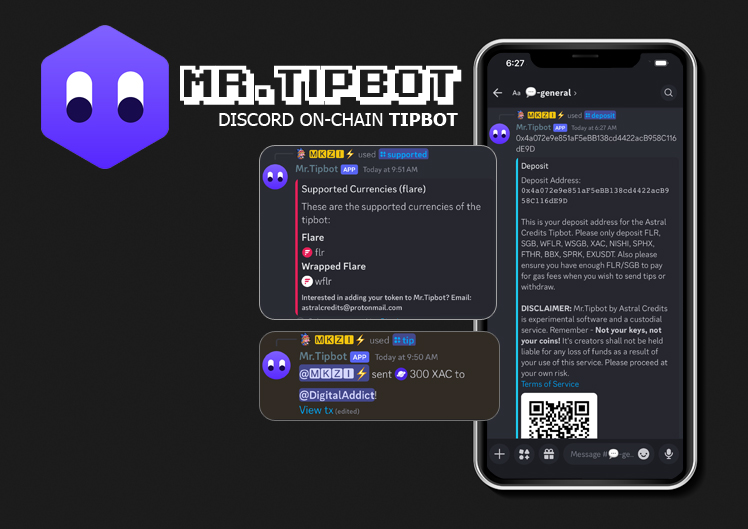 MR.TIPBOT
DISCORD ON-CHAIN TIPBOT
MKZI⚡ used supported
Mr.Tipbot APP Today at 9:51 AM
Supported Currencies (flare)
These are the supported currencies of the
tipbot:
Flare
flr
Wrapped Flare
wflr
Interested in adding your token to Mr.Tipbot? Email:
astralcredits@protonmail.com
MKZI⚡ used tip
Mr.Tipbot APP Today at 9:50 AM
@MKZI⚡ sent 300 XAC to
@DigitalAddict!
View tx (edited)
6:27
Aa 💬-general ›
MKZI⚡ used deposit
Mr.Tipbot APP Today at 6:27 AM
0x4a072e9e851aF5eBB138cd4422acB958C116
dE9D
Deposit
Deposit Address:
0x4a072e9e851aF5eBB138cd4422acB9
58C116dE9D
This is your deposit address for the Astral
Credits Tipbot. Please only deposit FLR,
SGB, WFLR, WSGB, XAC, NISHI, SPHX,
FTHR, BBX, SPRK, EXUSDT. Also please
ensure you have enough FLR/SGB to pay
for gas fees when you wish to send tips or
withdraw.
DISCLAIMER: Mr.Tipbot by Astral Credits
is experimental software and a custodial
service. Remember - Not your keys, not
your coins! It's creators shall not be held
liable for any loss of funds as a result of
your use of this service. Please proceed at
your own risk.
Terms of Service
Message #💬-ge..